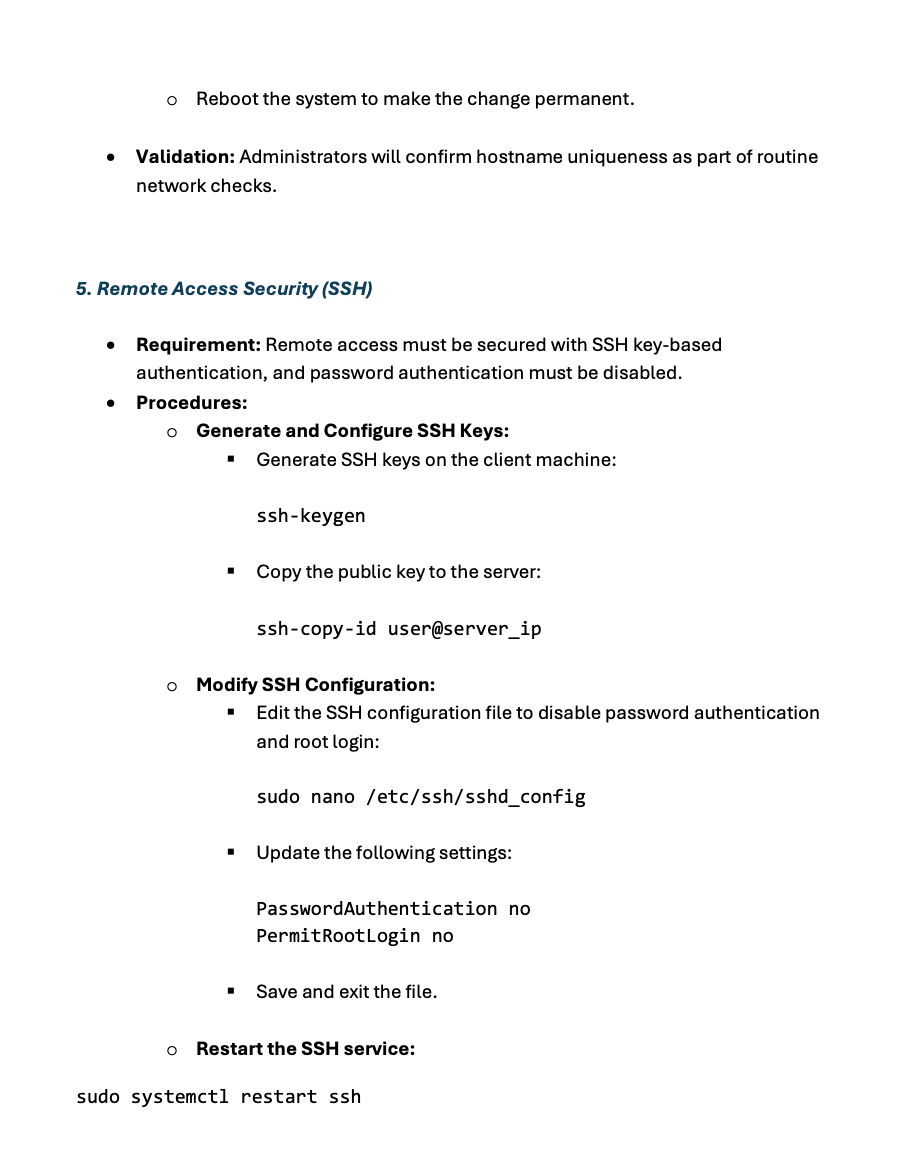 o Reboot the system to make the change permanent.
• Validation: Administrators will confirm hostname uniqueness as part of routine
network checks.
5. Remote Access Security (SSH)
• Requirement: Remote access must be secured with SSH key-based
authentication, and password authentication must be disabled.
• Procedures:
o Generate and Configure SSH Keys:
▪ Generate SSH keys on the client machine:
ssh-keygen
▪ Copy the public key to the server:
ssh-copy-id user@server_ip
o Modify SSH Configuration:
▪ Edit the SSH configuration file to disable password authentication
and root login:
sudo nano /etc/ssh/sshd_config
▪ Update the following settings:
PasswordAuthentication no
PermitRootLogin no
▪ Save and exit the file.
o Restart the SSH service:
sudo systemctl restart ssh